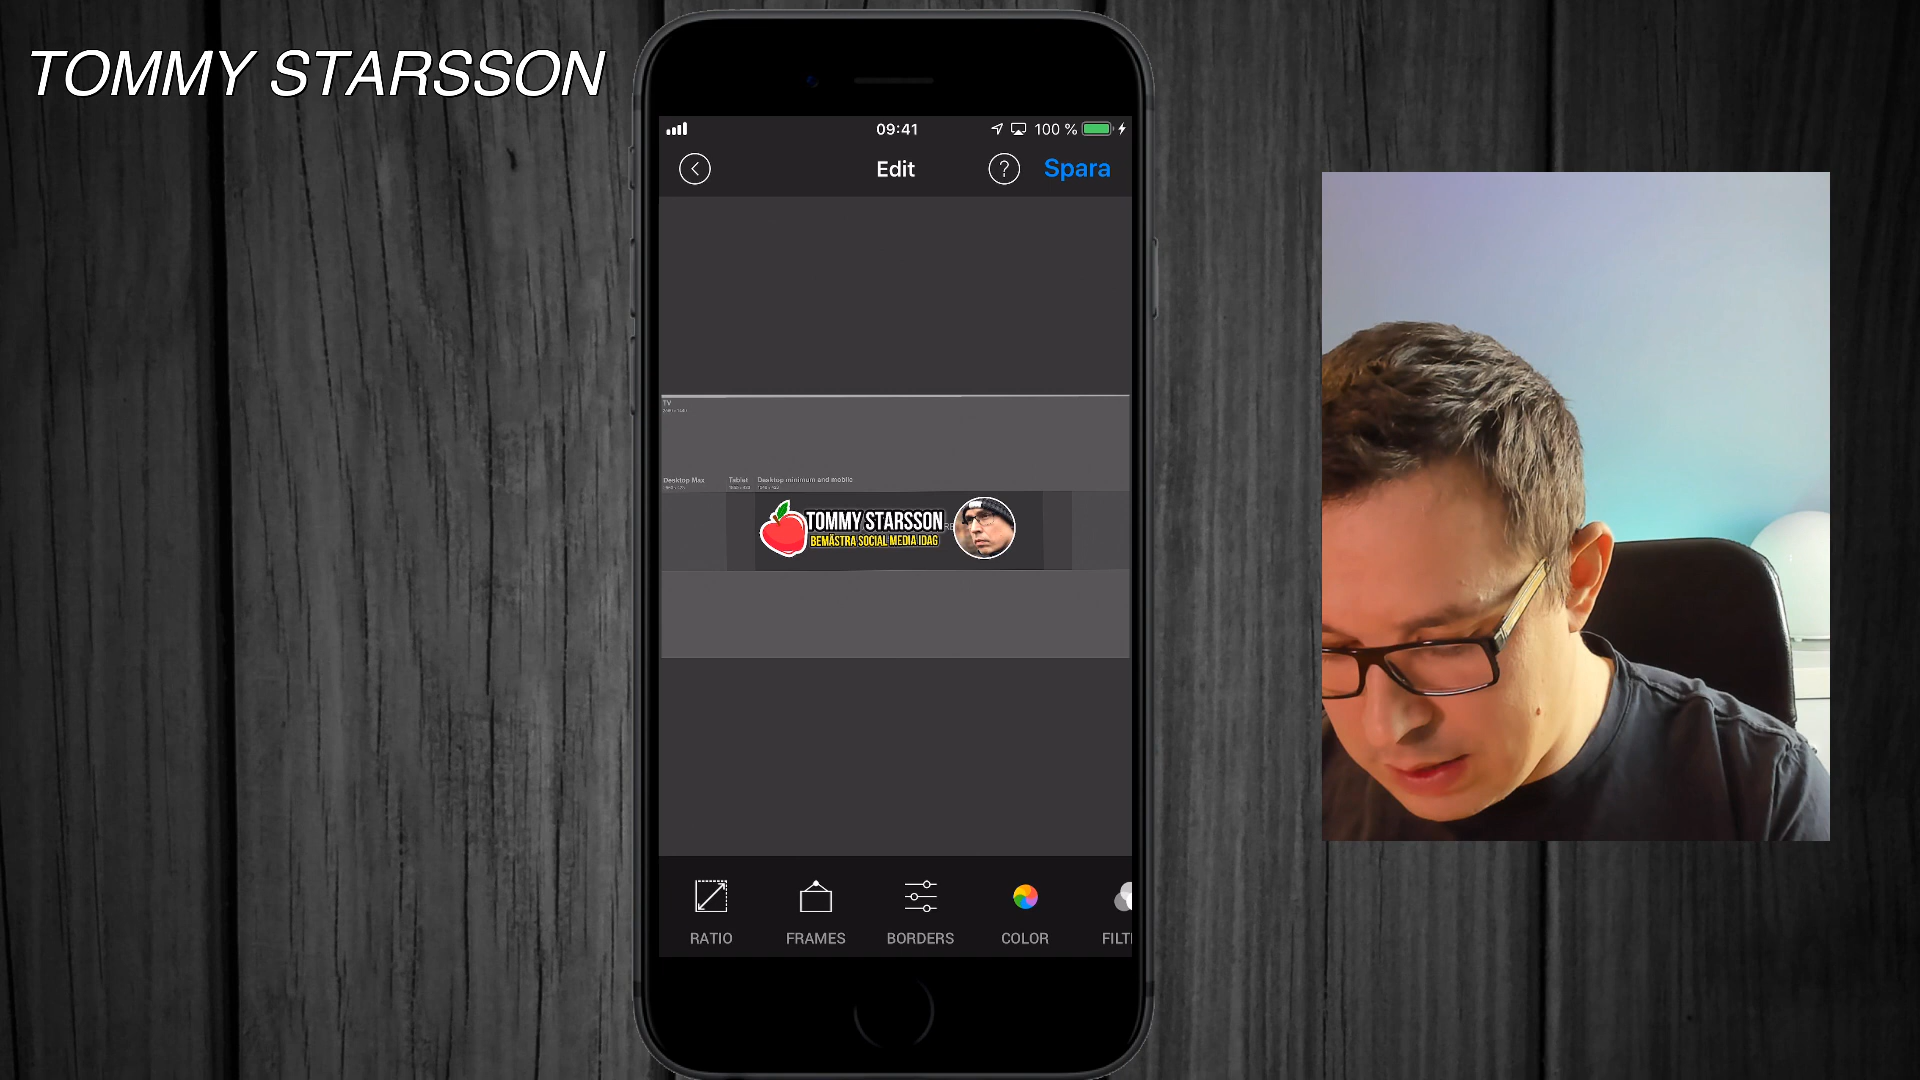 TOMMY STARSSON
09:41
100 %
Edit
?
Spara
TV
Desktop Max
Tablet
Desktop minimum and mobile
TOMMY STARSSON
BEMÄSTRA SOCIAL MEDIA IDAG
RATIO
FRAMES
BORDERS
COLOR
FILT